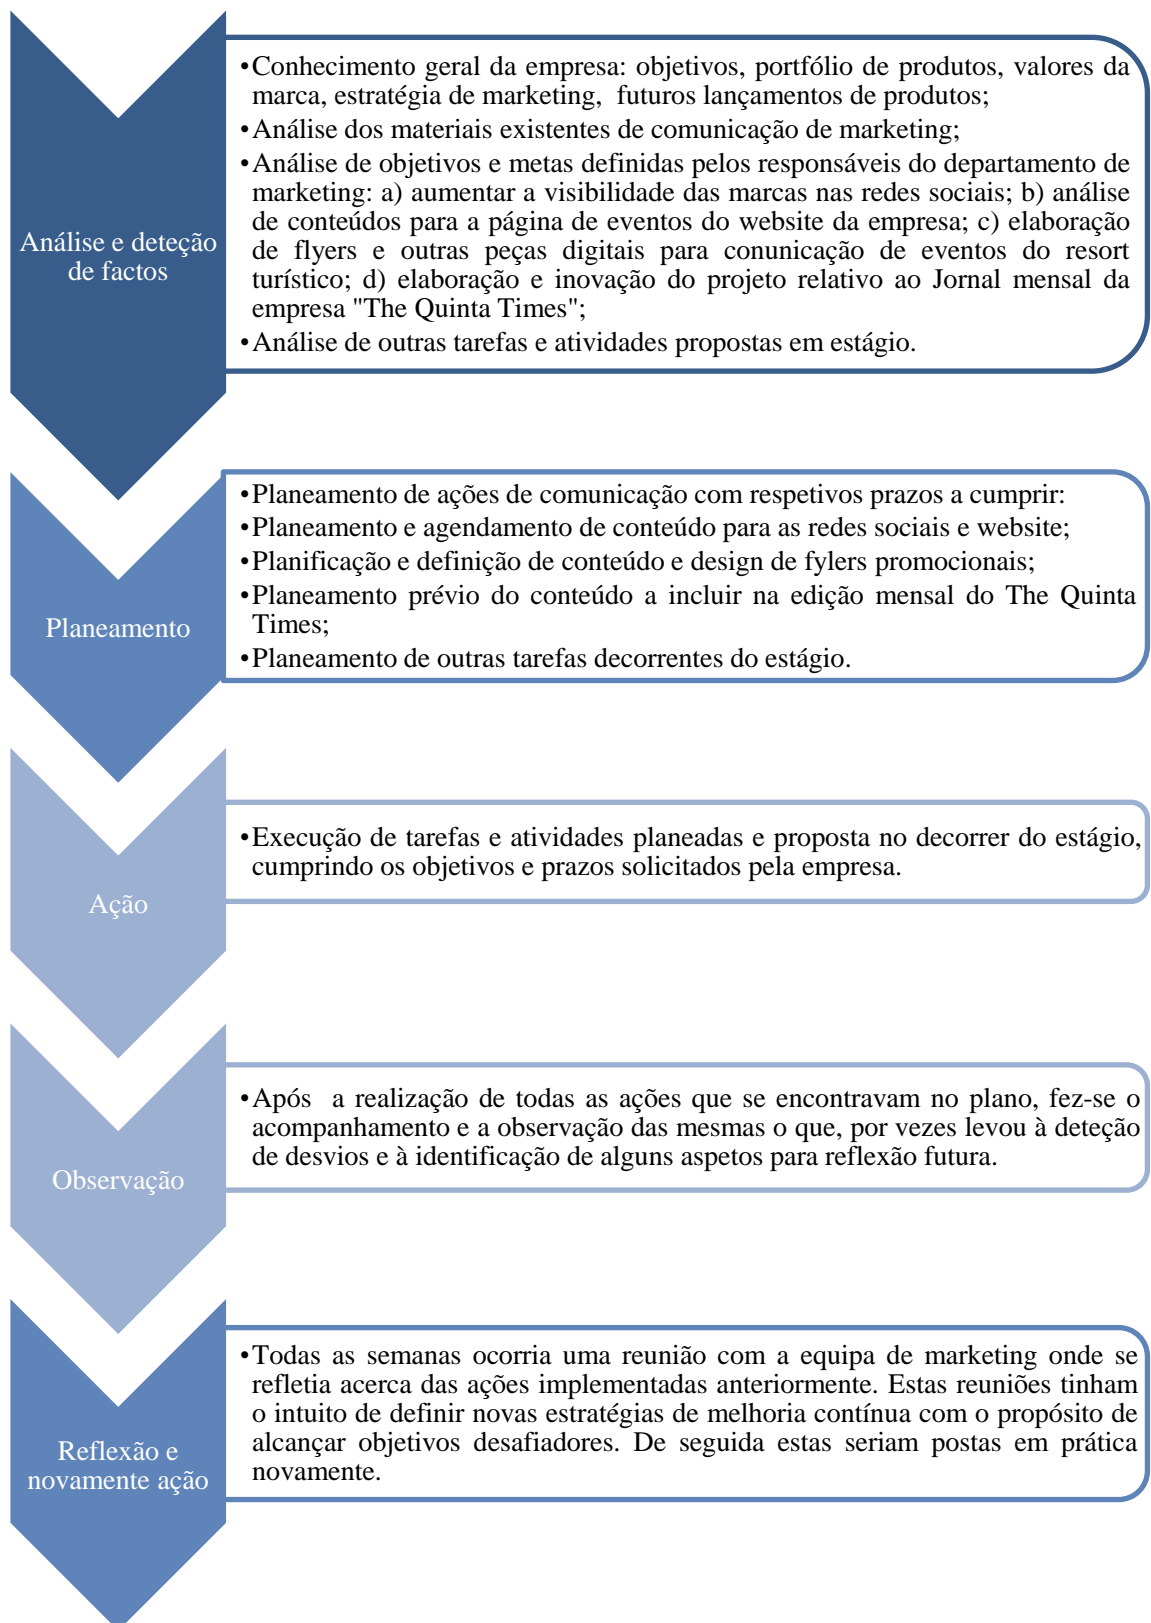 Análise e deteção
de factos
•Conhecimento geral da empresa: objetivos, portfólio de produtos, valores da
marca, estratégia de marketing, futuros lançamentos de produtos;
•Análise dos materiais existentes de comunicação de marketing;
•Análise de objetivos e metas definidas pelos responsáveis do departamento de
marketing: a) aumentar a visibilidade das marcas nas redes sociais; b) análise
de conteúdos para a página de eventos do website da empresa; c) elaboração
de flyers e outras peças digitais para conunicação de eventos do resort
turístico; d) elaboração e inovação do projeto relativo ao Jornal mensal da
empresa "The Quinta Times";
•Análise de outras tarefas e atividades propostas em estágio.
Planeamento
•Planeamento de ações de comunicação com respetivos prazos a cumprir:
•Planeamento e agendamento de conteúdo para as redes sociais e website;
•Planificação e definição de conteúdo e design de fylers promocionais;
•Planeamento prévio do conteúdo a incluir na edição mensal do The Quinta
Times;
•Planeamento de outras tarefas decorrentes do estágio.
Ação
•Execução de tarefas e atividades planeadas e proposta no decorrer do estágio,
cumprindo os objetivos e prazos solicitados pela empresa.
Observação
•Após a realização de todas as ações que se encontravam no plano, fez-se o
acompanhamento e a observação das mesmas o que, por vezes levou à deteção
de desvios e à identificação de alguns aspetos para reflexão futura.
Reflexão e
novamente ação
•Todas as semanas ocorria uma reunião com a equipa de marketing onde se
refletia acerca das ações implementadas anteriormente. Estas reuniões tinham
o intuito de definir novas estratégias de melhoria contínua com o propósito de
alcançar objetivos desafiadores. De seguida estas seriam postas em prática
novamente.